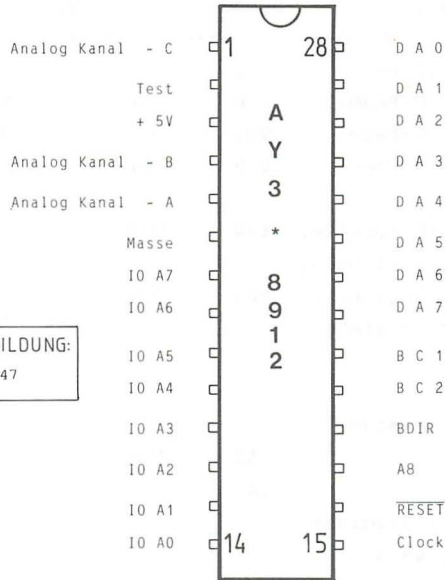 Analog Kanal - C 1 28 D A 0
Test D A 1
+ 5V A D A 2
Analog Kanal - B Y D A 3
Analog Kanal - A 3 D A 4
Masse * D A 5
IO A7 8 D A 6
IO A6 9 D A 7
ILDUNG: 1
IO A5 2 B C 1
47
IO A4 B C 2
IO A3 BDIR
IO A2 A8
IO A1 RESET
IO A0 14 15 Clock